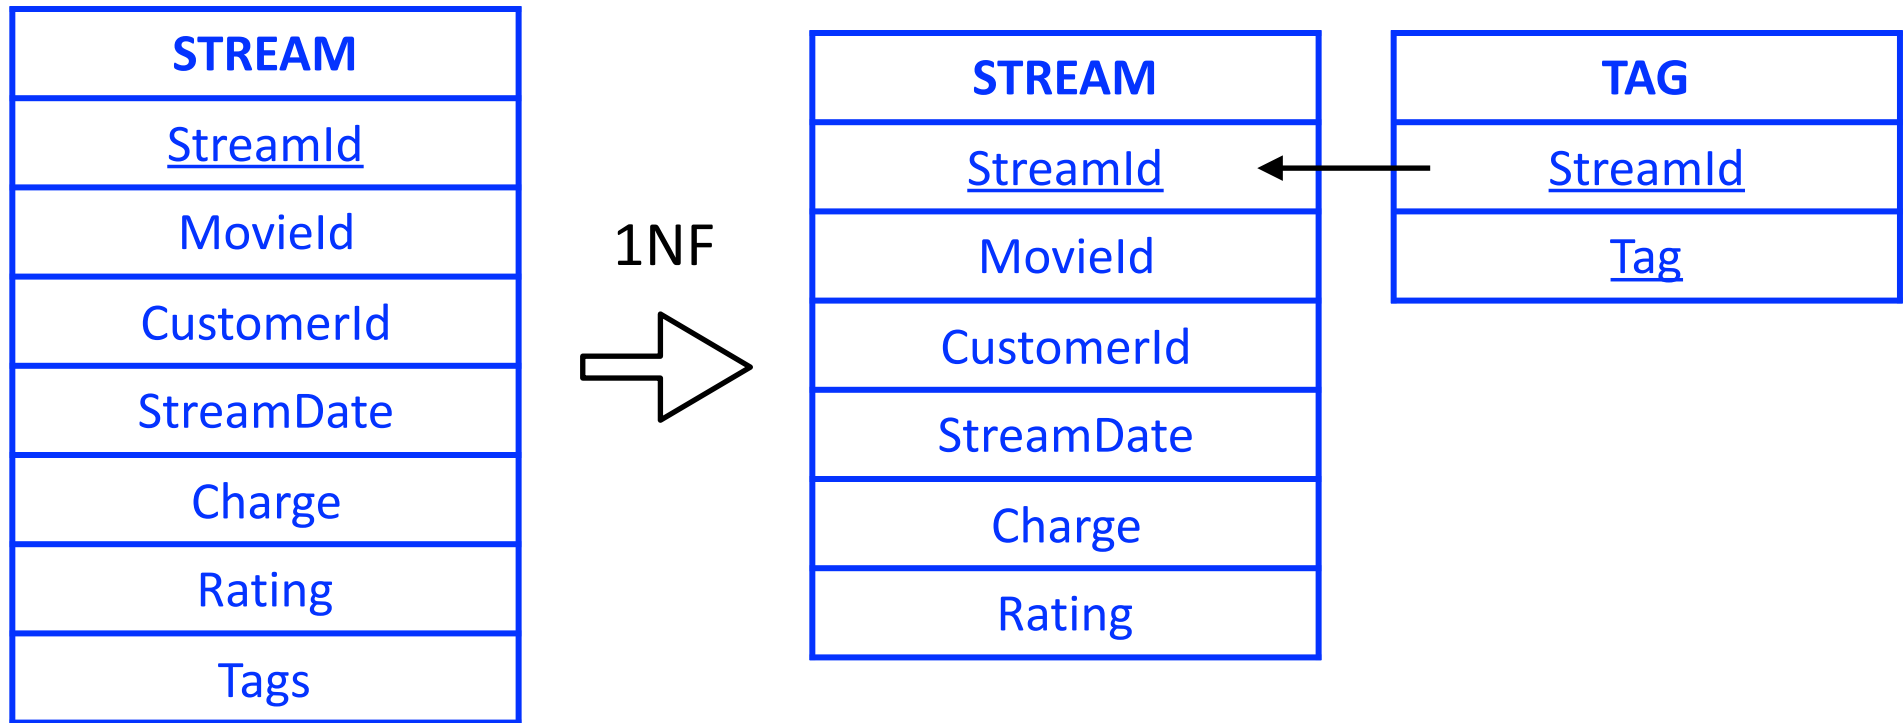 STREAM
StreamId
MovieId
CustomerId
StreamDate
Charge
Rating
Tags
1NF
STREAM
StreamId
MovieId
CustomerId
StreamDate
Charge
Rating
TAG
StreamId
Tag